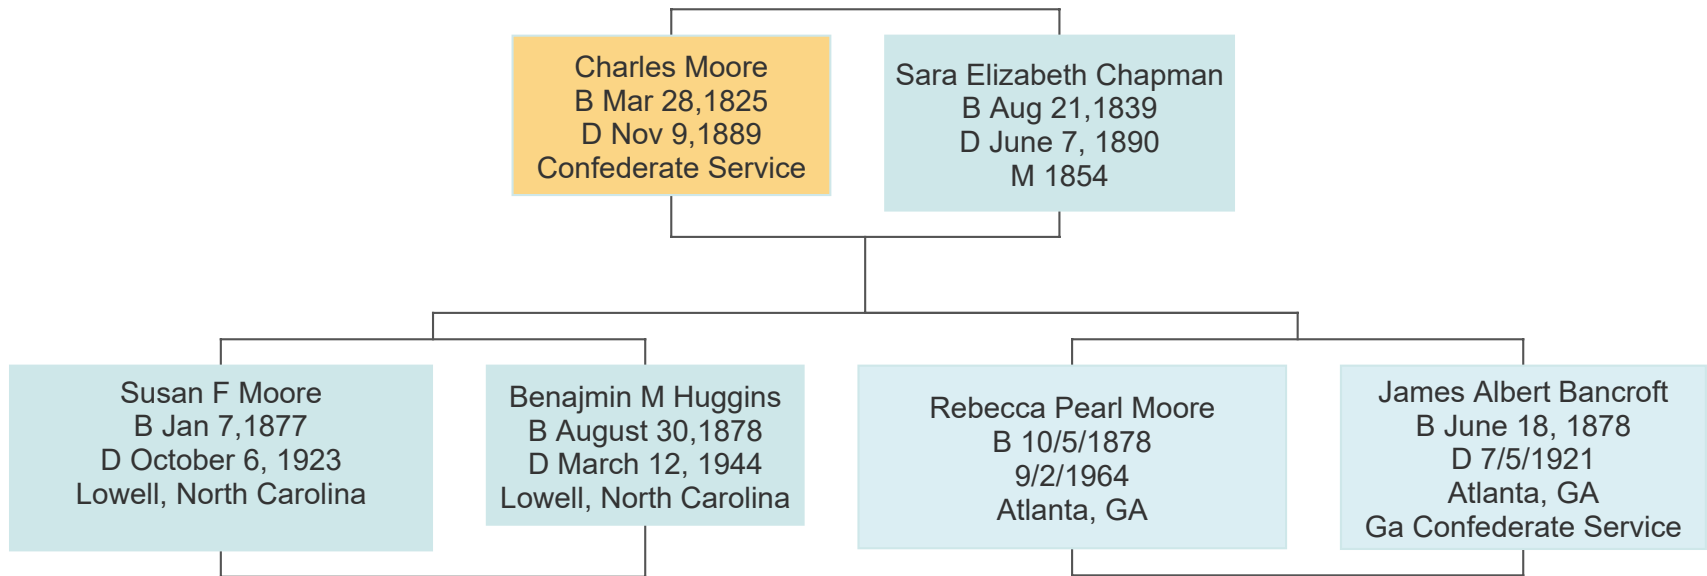 Charles Moore
B Mar 28,1825
D Nov 9,1889
Confederate Service
Sara Elizabeth Chapman
B Aug 21,1839
D June 7, 1890
M 1854
Susan F Moore
B Jan 7,1877
D October 6, 1923
Lowell, North Carolina
Benajmin M Huggins
B August 30,1878
D March 12, 1944
Lowell, North Carolina
Rebecca Pearl Moore
B 10/5/1878
9/2/1964
Atlanta, GA
James Albert Bancroft
B June 18, 1878
D 7/5/1921
Atlanta, GA
Ga Confederate Service